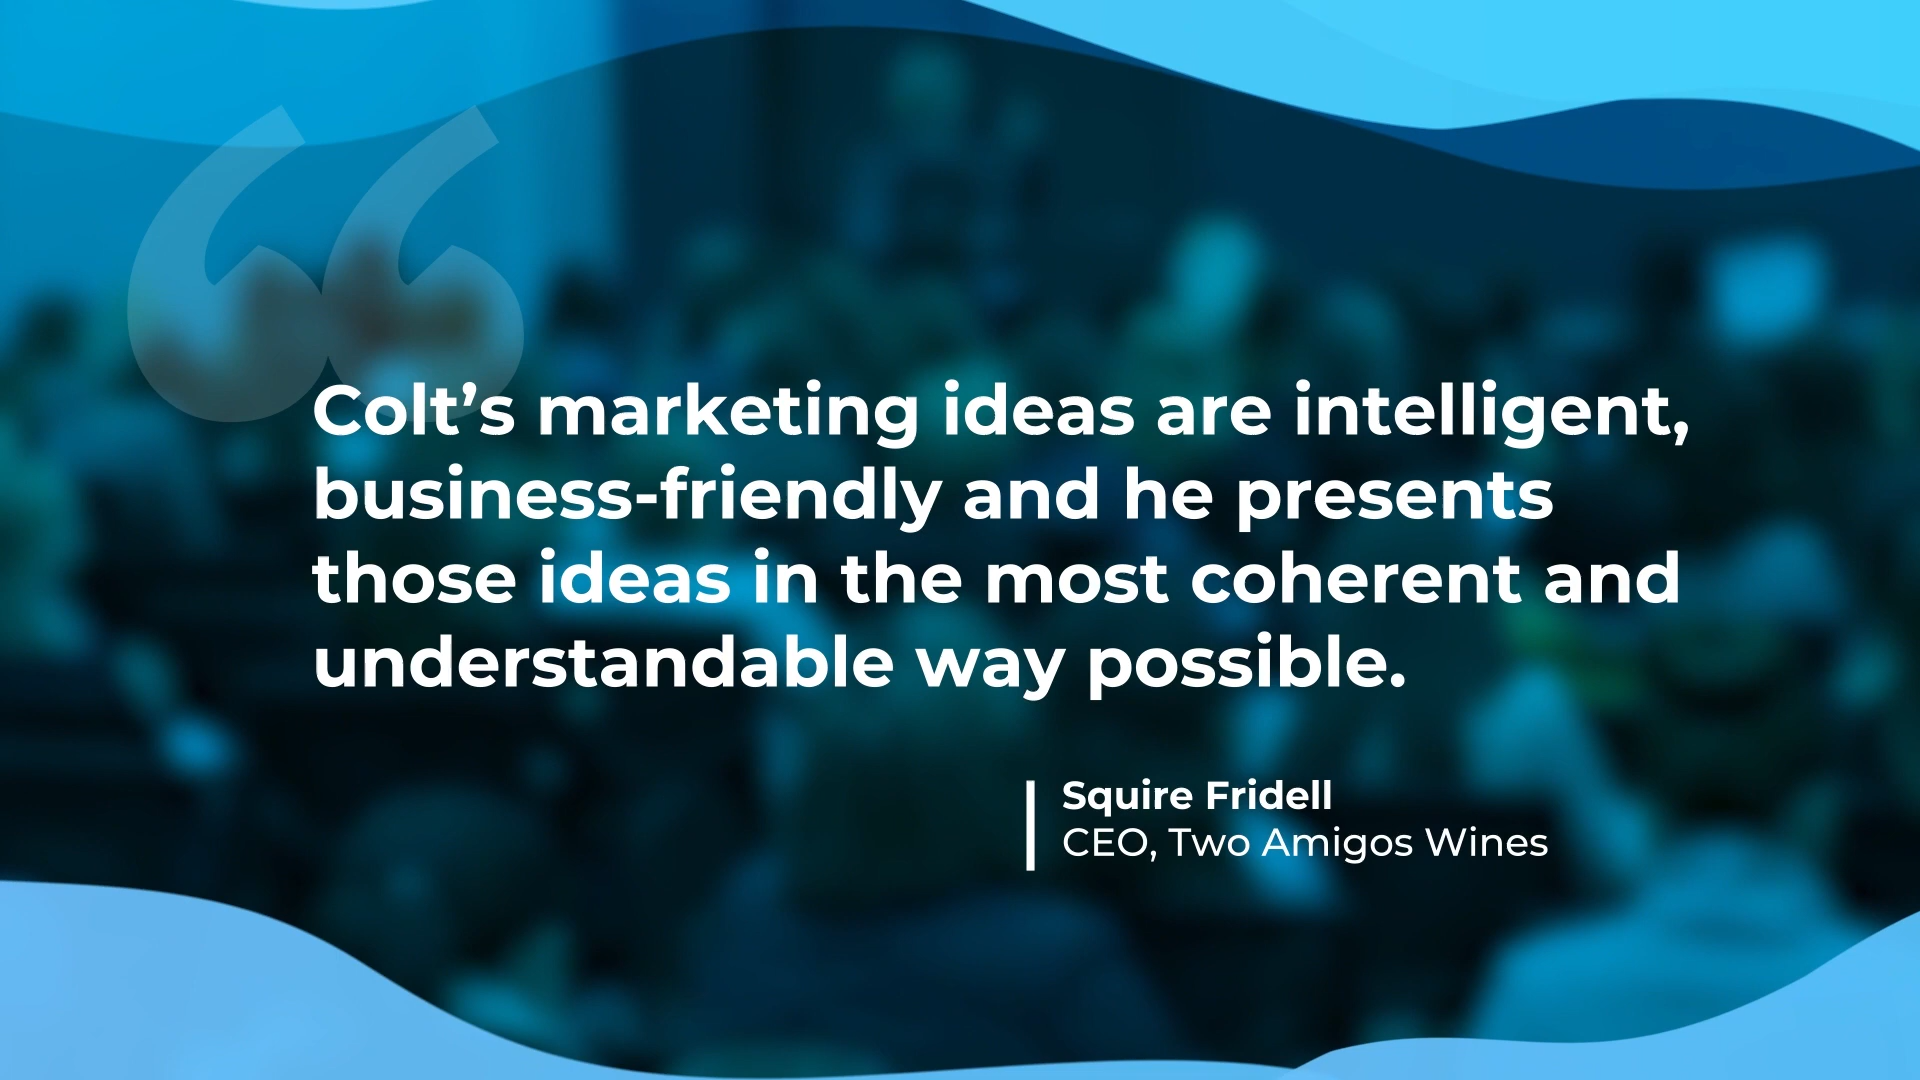 Colt’s marketing ideas are intelligent,
business-friendly and he presents
those ideas in the most coherent and
understandable way possible.
Squire Fridell
CEO, Two Amigos Wines